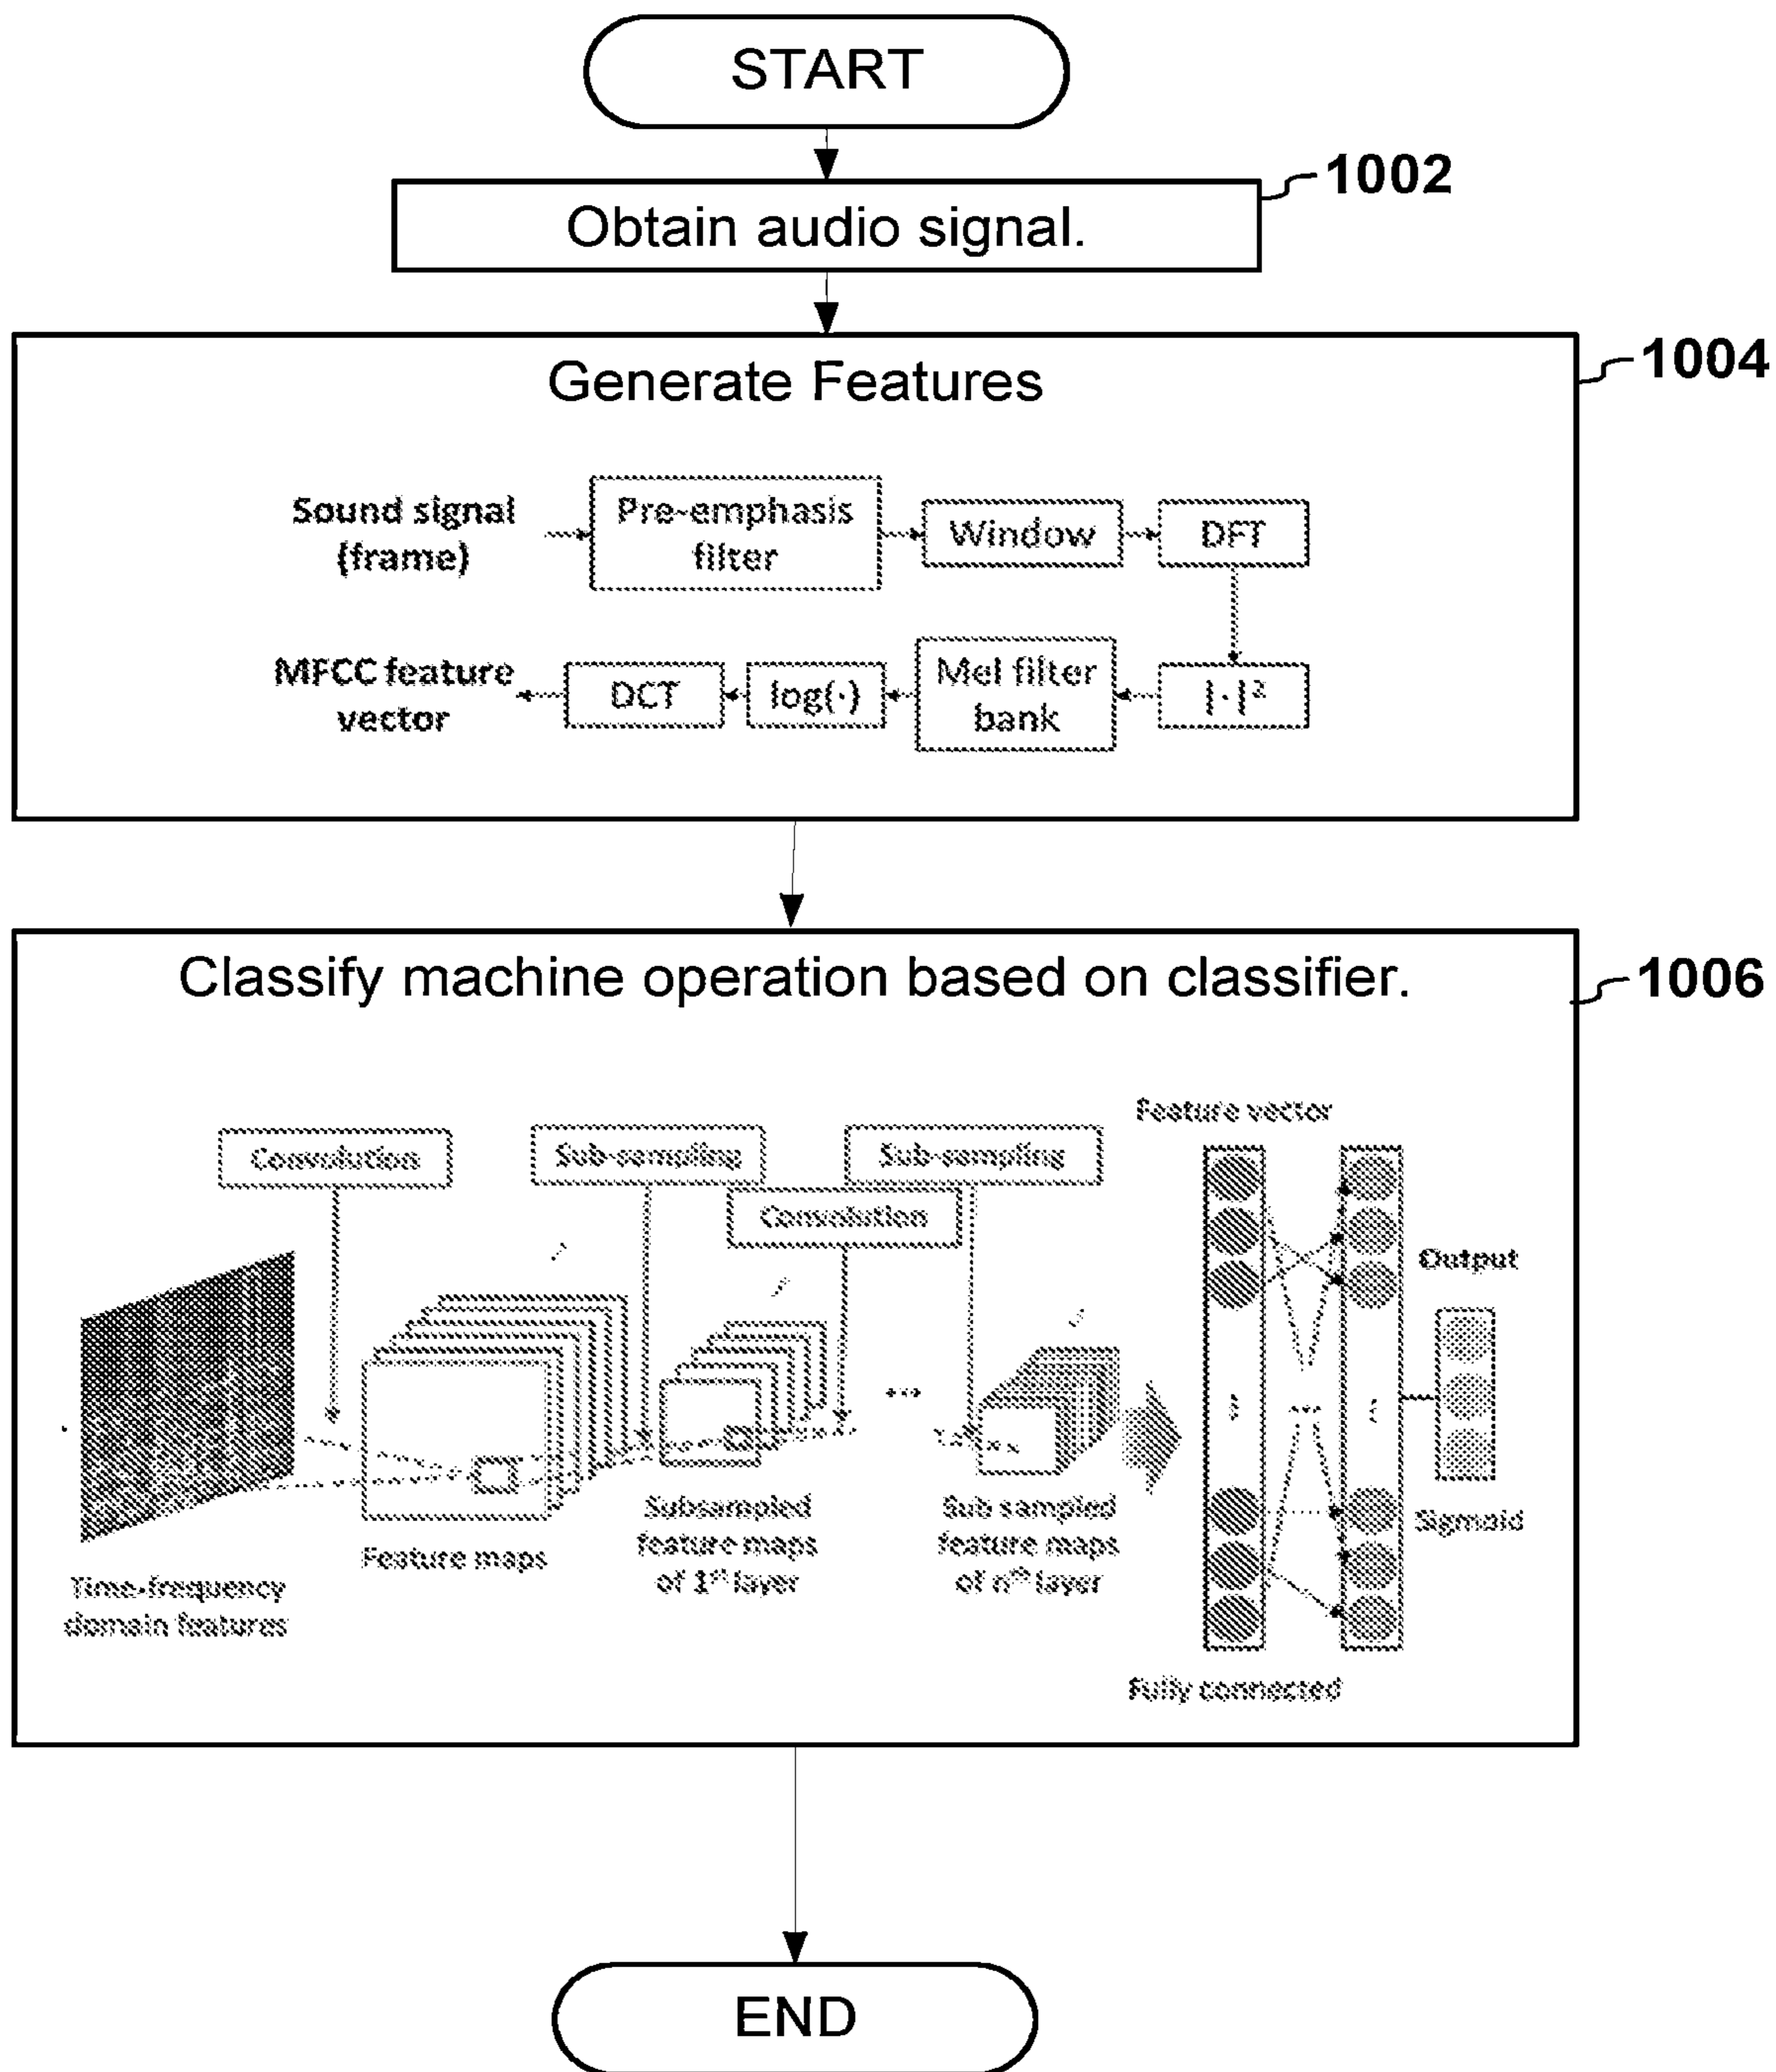 START
1002
Obtain audio signal.
1004
Generate Features
Sound signal
(frame)
Pre-emphasis
filter
Window
DFT
MFCC feature
vector
DCT
log(·)
Mel filter
bank
|·|²
1006
Classify machine operation based on classifier.
Feature vector
Convolution
Sub-sampling
Sub-sampling
Convolution
Output
...
Subsampled
feature maps
of 1st layer
Sub sampled
feature maps
of nth layer
Sigmoid
Feature maps
Time-frequency
domain features
Fully connected
END